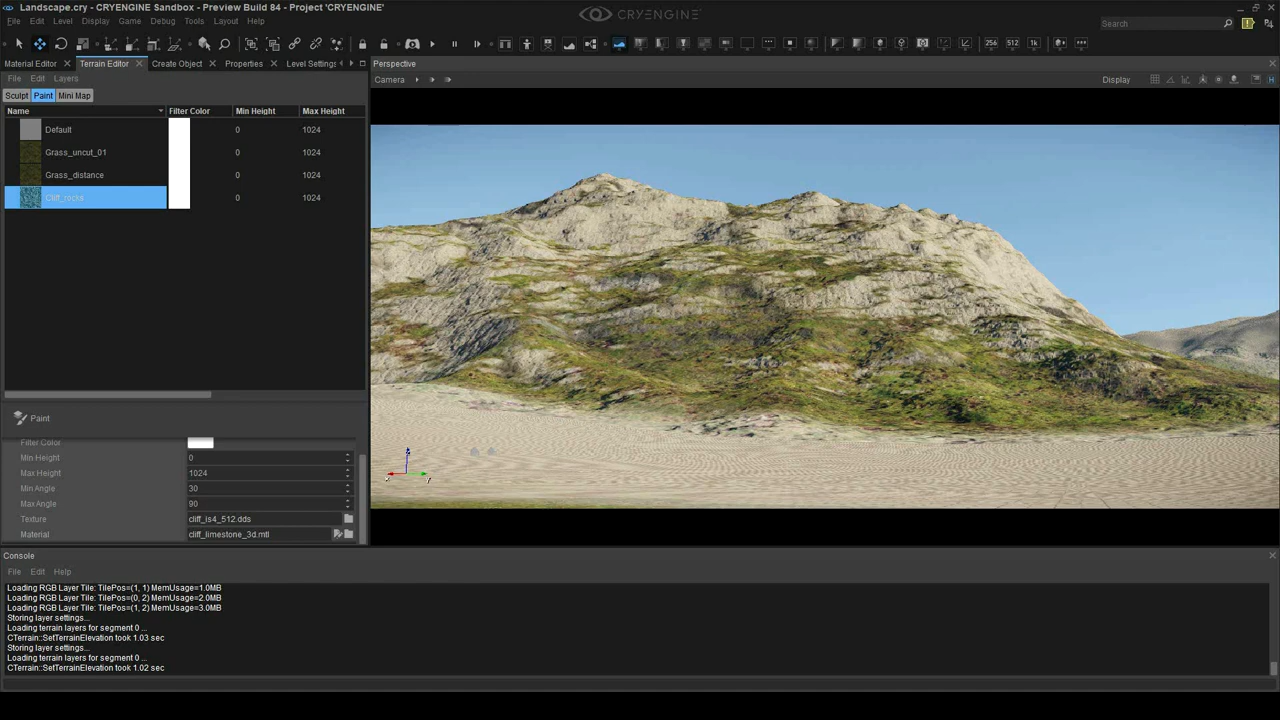 Landscape.cry - CRYENGINE Sandbox - Preview Build 84 - Project 'CRYENGINE'
File Edit Level Display Game Debug Tools Layout Help
CRYENGINE
Search
256 512 1k
Material Editor Terrain Editor Create Object Properties Level Settings
Perspective
File Edit Layers
Camera
Display
Sculpt Paint Mini Map
Name Filter Color Min Height Max Height
Default 0 1024
Grass_uncut_01 0 1024
Grass_distance 0 1024
Cliff_rocks 0 1024
Paint
Filter Color
Min Height 0
Max Height 1024
Min Angle 30
Max Angle 90
Texture cliff_ls4_512.dds
Material cliff_limestone_3d.mtl
Console
File Edit Help
Loading RGB Layer Tile: TilePos=(1, 1) MemUsage=1.0MB
Loading RGB Layer Tile: TilePos=(0, 2) MemUsage=2.0MB
Loading RGB Layer Tile: TilePos=(1, 2) MemUsage=3.0MB
Storing layer settings...
Loading terrain layers for segment 0 ...
CTerrain::SetTerrainElevation took 1.03 sec
Storing layer settings...
Loading terrain layers for segment 0 ...
CTerrain::SetTerrainElevation took 1.02 sec